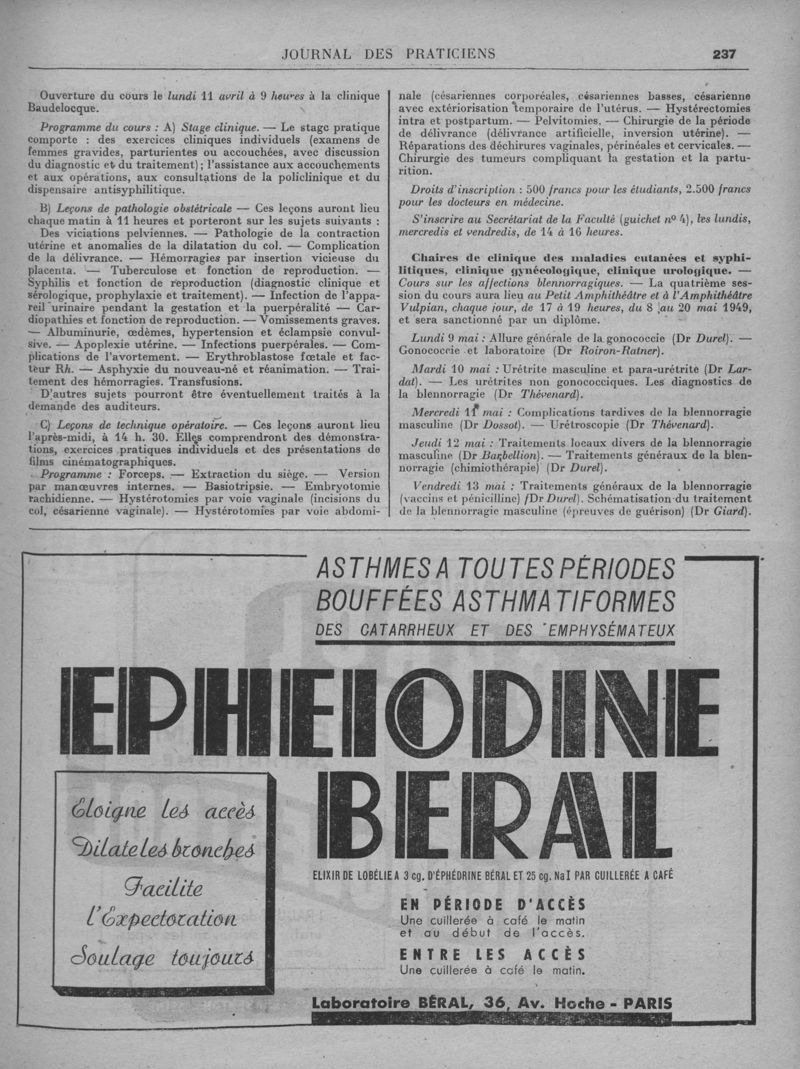 JOURNAL DES PRATICIENS
237
Ouverture du cours le lundi 11 avril à 9 heures à la clinique
Baudelocque.
Programme du cours : A) Stage clinique. — Le stage pratique
comporte : des exercices cliniques individuels (examens de
femmes gravides, parturientes ou accouchées, avec discussion
du diagnostic et du traitement) ; l'assistance aux accouchements
et aux opérations, aux consultations de la policlinique et du
dispensaire antisyphilitique.
B) Leçons de pathologie obstétricale — Ces leçons auront lieu
chaque matin à 11 heures et porteront sur les sujets suivants :
Des viciations pelviennes. — Pathologie de la contraction
utérine et anomalies de la dilatation du col. — Complication
de la délivrance. — Hémorragies par insertion vicieuse du
placenta. — Tuberculose et fonction de reproduction. —
Syphilis et fonction de reproduction (diagnostic clinique et
sérologique, prophylaxie et traitement). — Infection de l'appa-
reil urinaire pendant la gestation et la puerpéralité — Car-
diopathies et fonction de reproduction. — Vomissements graves.
— Albuminurie, œdèmes, hypertension et éclampsie convul-
sive. — Apoplexie utérine. — Infections puerpérales. — Com-
plications de l'avortement. — Erythroblastose fœtale et fac-
teur Rh. — Asphyxie du nouveau-né et réanimation. — Trai-
tement des hémorragies. Transfusions.
D'autres sujets pourront être éventuellement traités à la
demande des auditeurs.
C) Leçons de technique opératoire. — Ces leçons auront lieu
l'après-midi, à 14 h. 30. Elles comprendront des démonstra-
tions, exercices pratiques individuels et des présentations de
films cinématographiques.
Programme : Forceps. — Extraction du siège. — Version
par manœuvres internes. — Basiotripsie. — Embryotomie
rachidienne. — Hystérotomies par voie vaginale (incisions du
col, césarienne vaginale). — Hystérotomies par voie abdomi-
nale (césariennes corporéales, césariennes basses, césarienne
avec extériorisation temporaire de l'utérus. — Hystérectomies
intra et postpartum. — Pelvitomies. — Chirurgie de la période
de délivrance (délivrance artificielle, inversion utérine). —
Réparations des déchirures vaginales, périnéales et cervicales. —
Chirurgie des tumeurs compliquant la gestation et la partu-
rition.
Droits d'inscription : 500 francs pour les étudiants, 2.500 francs
pour les docteurs en médecine.
S'inscrire au Secrétariat de la Faculté (guichet nº 4), les lundis,
mercredis et vendredis, de 14 à 16 heures.
Chaires de clinique des maladies cutanées et syphi-
litiques, clinique gynécologique, clinique urologique. —
Cours sur les affections blennorragiques. — La quatrième ses-
sion du cours aura lieu au Petit Amphithéâtre et à l'Amphithéâtre
Vulpian, chaque jour, de 17 à 19 heures, du 8 au 20 mai 1949,
et sera sanctionné par un diplôme.
Lundi 9 mai : Allure générale de la gonococcie (Dr Durel). —
Gonococcie et laboratoire (Dr Roiron-Ratner).
Mardi 10 mai : Urétrite masculine et para-urétrite (Dr Lar-
dat). — Les urétrites non gonococciques. Les diagnostics de
la blennorragie (Dr Thévenard).
Mercredi 11 mai : Complications tardives de la blennorragie
masculine (Dr Dossot). — Urétroscopie (Dr Thévenard).
Jeudi 12 mai : Traitements locaux divers de la blennorragie
masculine (Dr Barbellion). — Traitements généraux de la blen-
norragie (chimiothérapie) (Dr Durel).
Vendredi 13 mai : Traitements généraux de la blennorragie
(vaccins et pénicilline) (Dr Durel). Schématisation du traitement
de la blennorragie masculine (épreuves de guérison) (Dr Giard).
ASTHMES A TOUTES PÉRIODES
BOUFFÉES ASTHMATIFORMES
DES CATARRHEUX ET DES EMPHYSÉMATEUX
EPHEIODINE
BERAL
Eloigne les accès
Dilate les bronches
Facilite
l'Expectoration
Soulage toujours
ELIXIR DE LOBÉLIE A 3 cg. D'ÉPHÉDRINE BÉRAL ET 25 cg. NaI PAR CUILLERÉE A CAFÉ
EN PÉRIODE D'ACCÈS
Une cuillerée à café le matin
et au début de l'accès.
ENTRE LES ACCÈS
Une cuillerée à café le matin.
Laboratoire BÉRAL, 36, Av. Hoche - PARIS